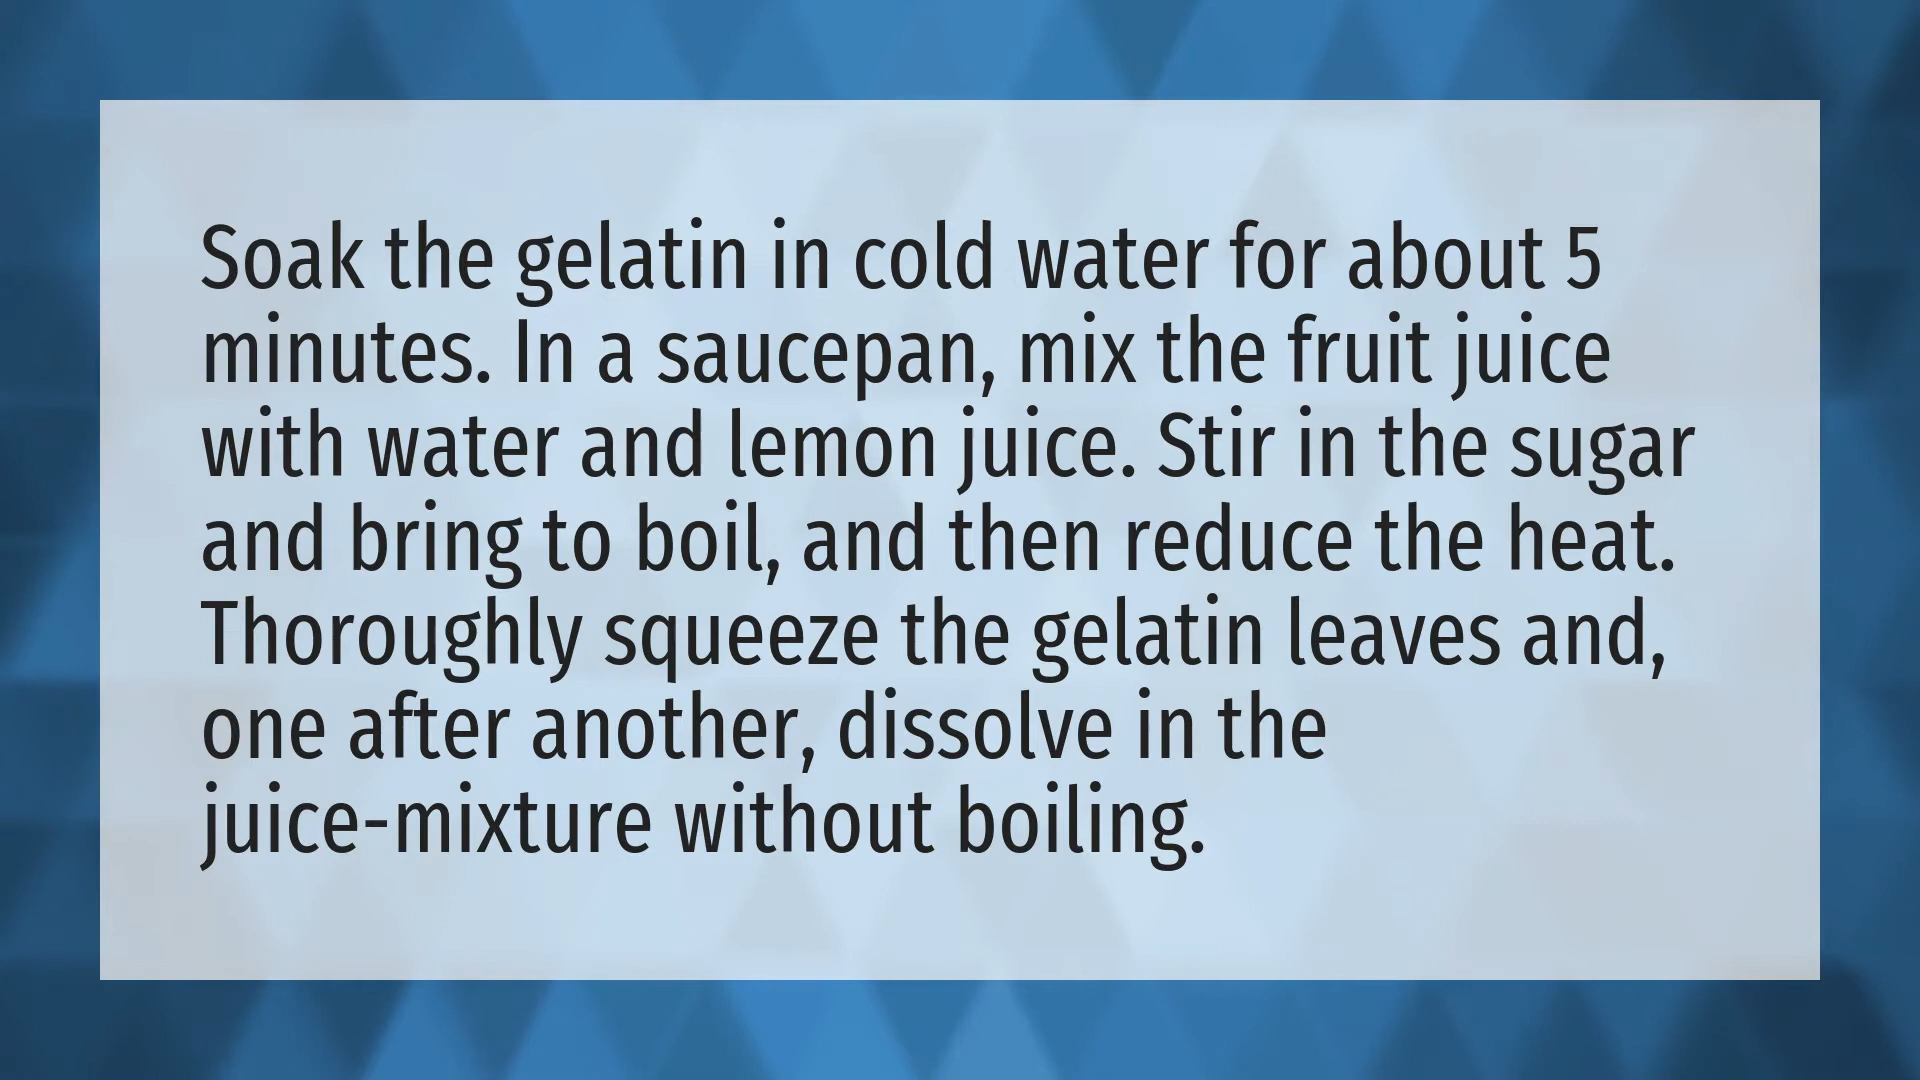 Soak the gelatin in cold water for about 5
minutes. In a saucepan, mix the fruit juice
with water and lemon juice. Stir in the sugar
and bring to boil, and then reduce the heat.
Thoroughly squeeze the gelatin leaves and,
one after another, dissolve in the
juice-mixture without boiling.